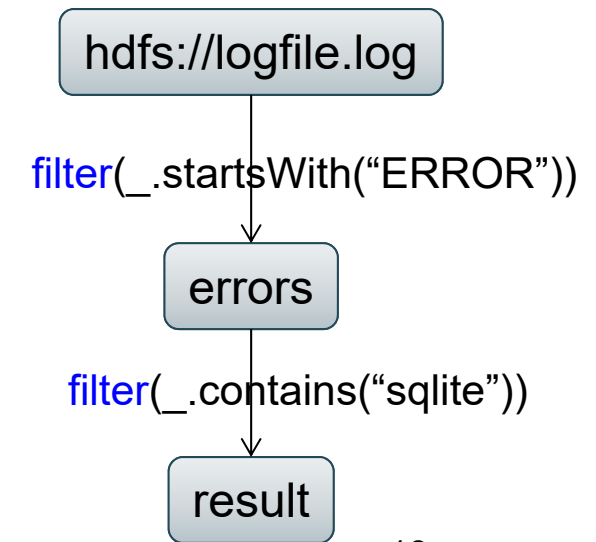 hdfs://logfile.log
filter(_.startsWith(“ERROR”))
errors
filter(_.contains(“sqlite”))
result